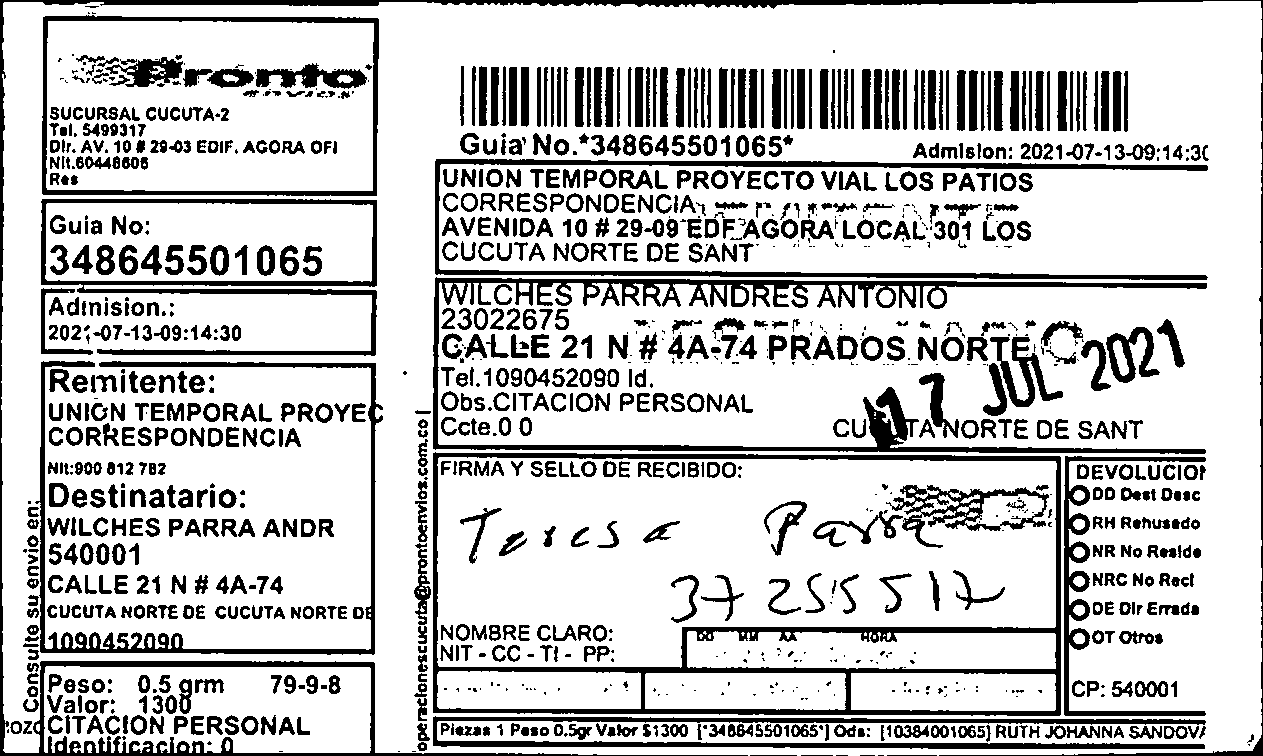 Pronto
envios
SUCURSAL CUCUTA-2
Tel. 5499317
Dir. AV. 10 # 29-03 EDIF. AGORA OFI
Nit.60448606
Res
Guia No:
348645501065
Admision.:
2021-07-13-09:14:30
Remitente:
UNION TEMPORAL PROYEC
CORRESPONDENCIA
Nit:900 812 782
Destinatario:
WILCHES PARRA ANDR
540001
CALLE 21 N # 4A-74
CUCUTA NORTE DE CUCUTA NORTE DE
1090452090
Peso: 0.5 grm 79-9-8
Valor: 1300
CITACION PERSONAL
Identificacion: 0
Consulte su envio en:
operacionescucuta@prontoenvios.com.co
Guia No.*348645501065*
Admision: 2021-07-13-09:14:30
UNION TEMPORAL PROYECTO VIAL LOS PATIOS
CORRESPONDENCIA
AVENIDA 10 # 29-09 EDF AGORA LOCAL 301 LOS
CUCUTA NORTE DE SANT
WILCHES PARRA ANDRES ANTONIO
23022675
CALLE 21 N # 4A-74 PRADOS NORTE
Tel.1090452090 Id.
Obs.CITACION PERSONAL
Ccte.0 0
17 JUL 2021
CUCUTA NORTE DE SANT
FIRMA Y SELLO DE RECIBIDO:
Teresa Parra
37255517
NOMBRE CLARO:
NIT - CC - TI - PP:
DD MM AA HORA
DEVOLUCION
DD Dest Desc
RH Rehusado
NR No Reside
NRC No Recl
DE Dir Errada
OT Otros
CP: 540001
Piezas 1 Peso 0.5gr Valor $1300 [*348645501065*] Ods: [10384001065] RUTH JOHANNA SANDOVA